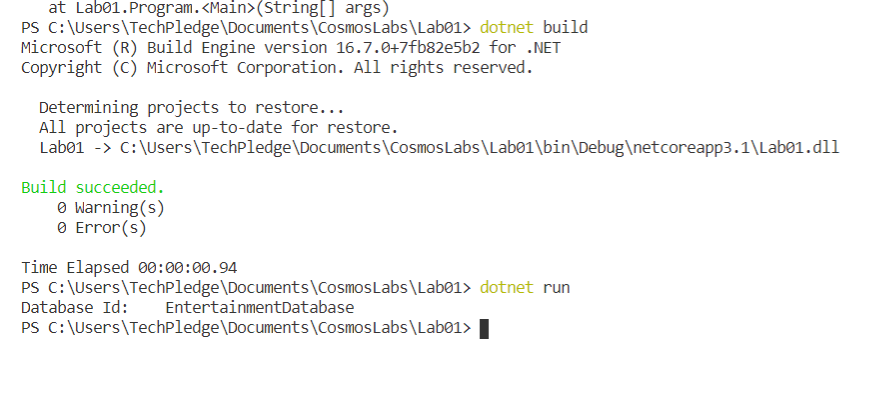 at Lab01.Program.<Main>(String[] args)
PS C:\Users\TechPledge\Documents\CosmosLabs\Lab01> dotnet build
Microsoft (R) Build Engine version 16.7.0+7fb82e5b2 for .NET
Copyright (C) Microsoft Corporation. All rights reserved.
Determining projects to restore...
All projects are up-to-date for restore.
Lab01 -> C:\Users\TechPledge\Documents\CosmosLabs\Lab01\bin\Debug\netcoreapp3.1\Lab01.dll
Build succeeded.
0 Warning(s)
0 Error(s)
Time Elapsed 00:00:00.94
PS C:\Users\TechPledge\Documents\CosmosLabs\Lab01> dotnet run
Database Id:    EntertainmentDatabase
PS C:\Users\TechPledge\Documents\CosmosLabs\Lab01>